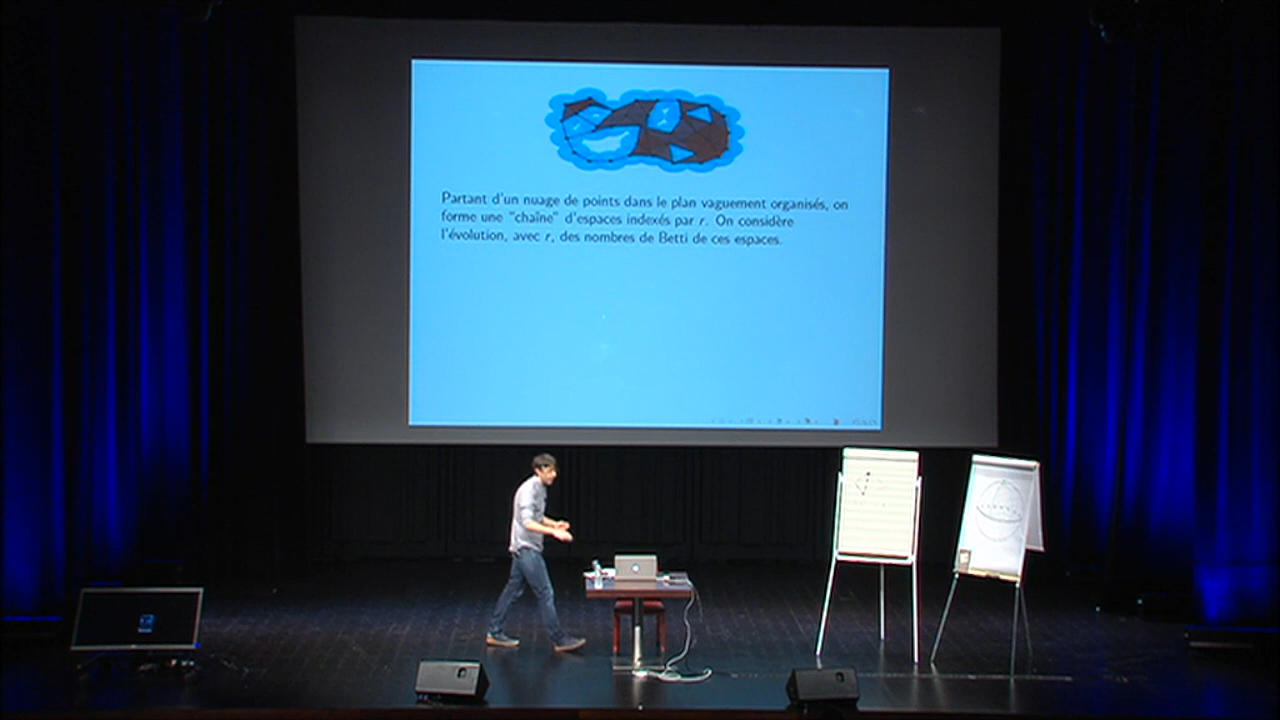 Partant d'un nuage de points dans le plan vaguement organisés, on
forme une "chaîne" d'espaces indexés par r. On considère
l'évolution, avec r, des nombres de Betti de ces espaces.